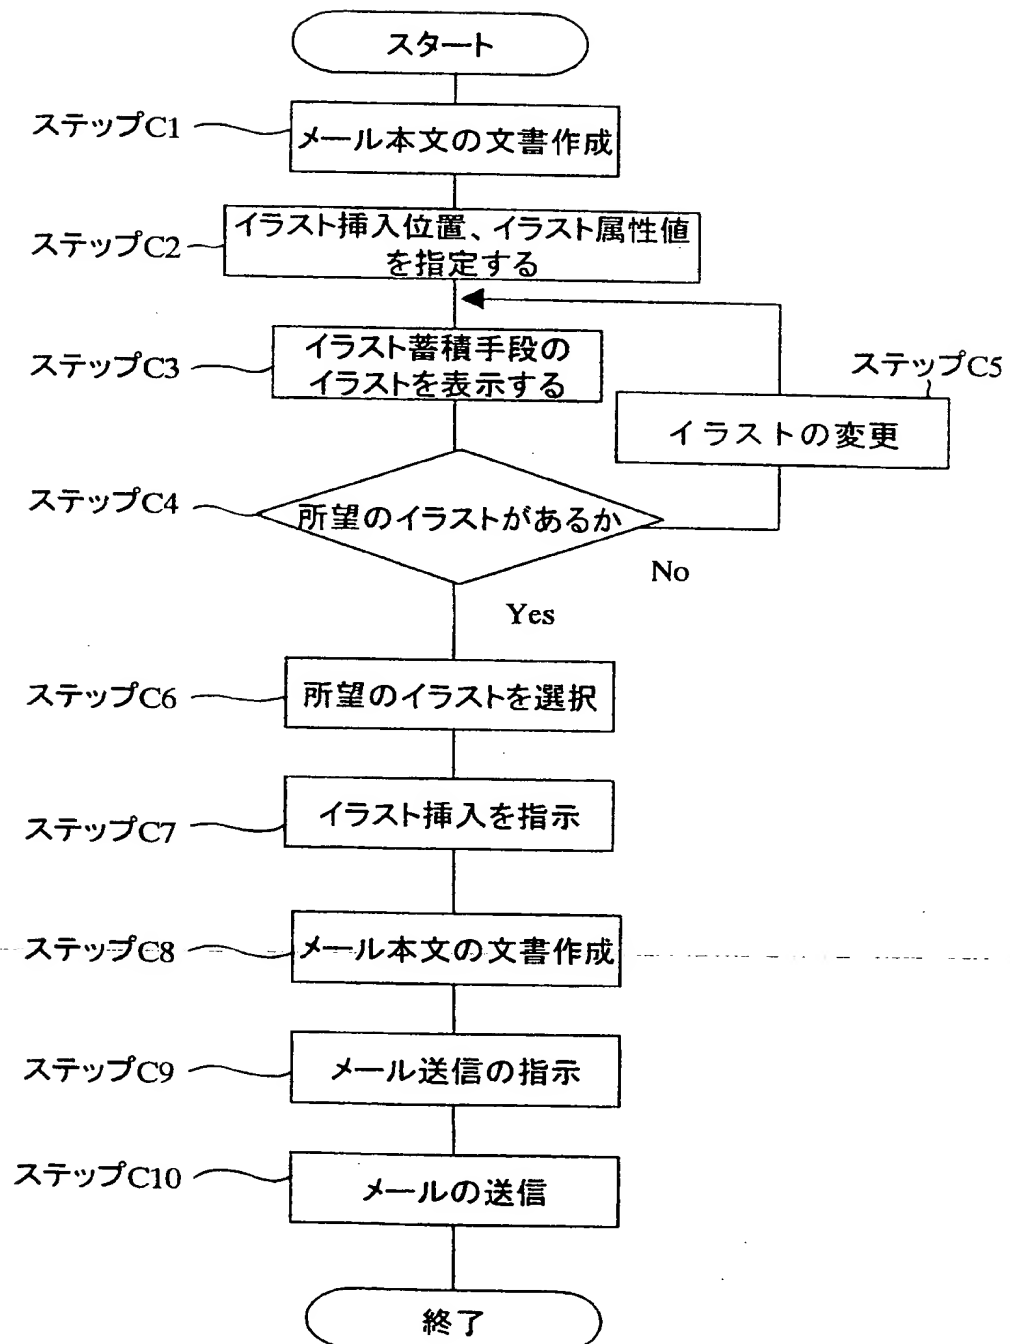 スタート
ステップC1
メール本文の文書作成
ステップC2
イラスト挿入位置、イラスト属性値
を指定する
ステップC3
イラスト蓄積手段の
イラストを表示する
ステップC5
イラストの変更
ステップC4
所望のイラストがあるか
No
Yes
ステップC6
所望のイラストを選択
ステップC7
イラスト挿入を指示
ステップC8
メール本文の文書作成
ステップC9
メール送信の指示
ステップC10
メールの送信
終了